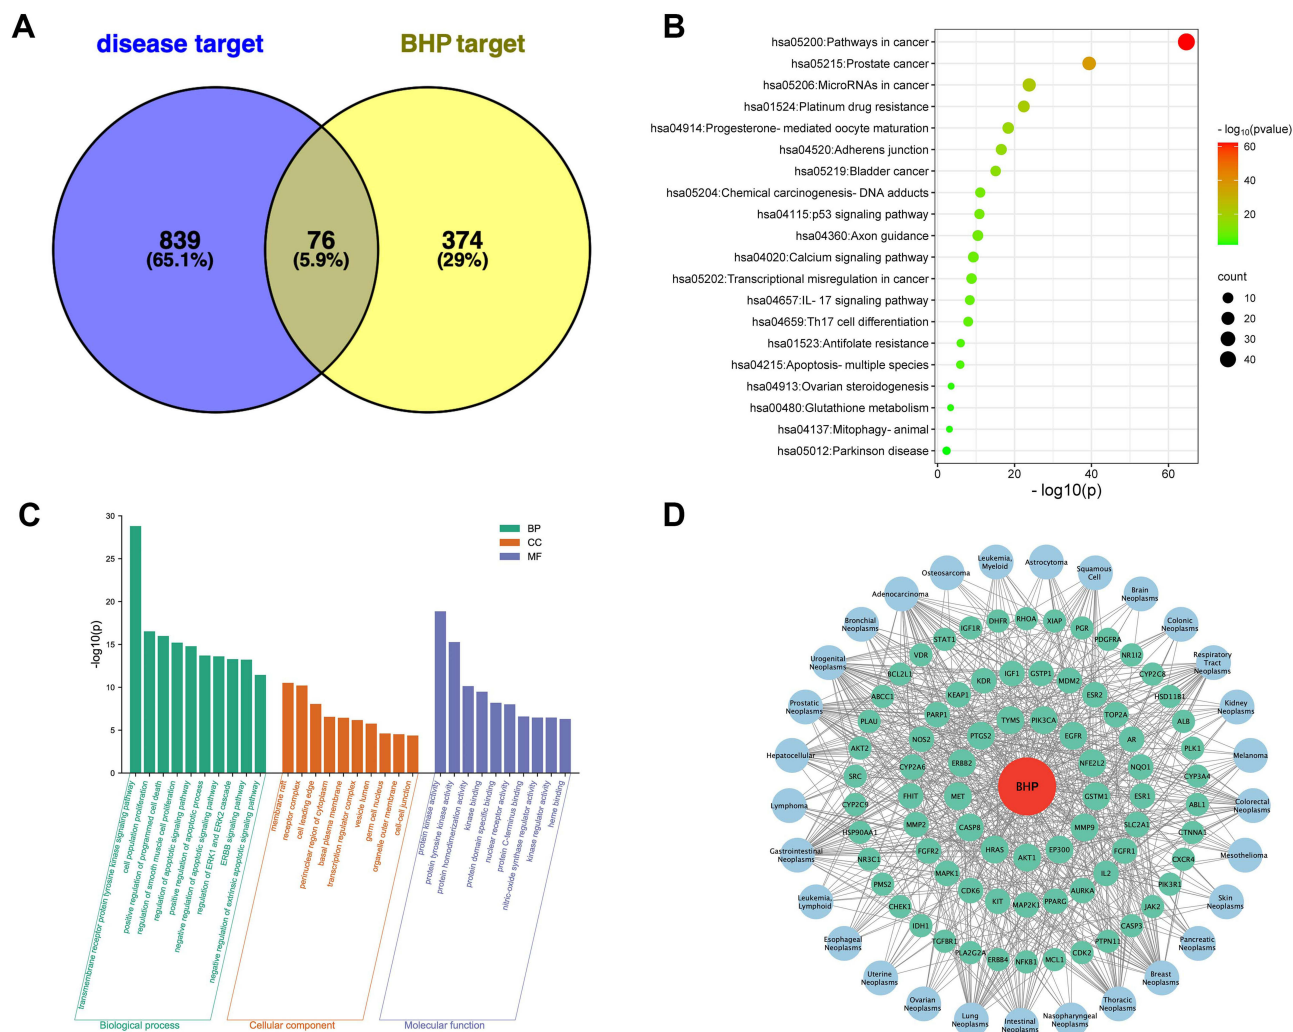 A
disease target
BHP target
839
(65.1%)
76
(5.9%)
374
(29%)
B
hsa05200:Pathways in cancer
hsa05215:Prostate cancer
hsa05206:MicroRNAs in cancer
hsa01524:Platinum drug resistance
hsa04914:Progesterone- mediated oocyte maturation
hsa04520:Adherens junction
hsa05219:Bladder cancer
hsa05204:Chemical carcinogenesis- DNA adducts
hsa04115:p53 signaling pathway
hsa04360:Axon guidance
hsa04020:Calcium signaling pathway
hsa05202:Transcriptional misregulation in cancer
hsa04657:IL- 17 signaling pathway
hsa04659:Th17 cell differentiation
hsa01523:Antifolate resistance
hsa04215:Apoptosis- multiple species
hsa04913:Ovarian steroidogenesis
hsa00480:Glutathione metabolism
hsa04137:Mitophagy- animal
hsa05012:Parkinson disease
0 20 40 60
- log10(p)
- log10(pvalue)
60
40
20
count
10
20
30
40
C
-log10(p)
30
25
20
15
10
5
0
BP
CC
MF
transmembrane receptor protein tyrosine kinase signaling pathway
cell population proliferation
positive regulation of programmed cell death
regulation of smooth muscle cell proliferation
regulation of apoptotic signaling pathway
positive regulation of apoptotic process
negative regulation of apoptotic signaling pathway
regulation of ERK1 and ERK2 cascade
ERBB signaling pathway
negative regulation of extrinsic apoptotic signaling pathway
membrane raft
receptor complex
cell leading edge
perinuclear region of cytoplasm
basal plasma membrane
transcription regulator complex
vesicle lumen
germ cell nucleus
organelle outer membrane
cell-cell junction
protein kinase activity
protein tyrosine kinase activity
protein homodimerization activity
kinase binding
protein domain specific binding
nuclear receptor activity
protein C-terminus binding
nitric-oxide synthase regulator activity
kinase regulator activity
heme binding
Biological process
Cellular component
Molecular function
D
Leukemia,
Myeloid
Astrocytoma
Squamous
Cell
Osteosarcoma
Brain
Neoplasms
Adenocarcinoma
Colonic
Neoplasms
Bronchial
Neoplasms
Respiratory
Tract
Neoplasms
Urogenital
Neoplasms
Kidney
Neoplasms
Prostatic
Neoplasms
Melanoma
Hepatocellular
Colorectal
Neoplasms
Lymphoma
Mesothelioma
Gastrointestinal
Neoplasms
Skin
Neoplasms
Leukemia,
Lymphoid
Pancreatic
Neoplasms
Esophageal
Neoplasms
Breast
Neoplasms
Uterine
Neoplasms
Thoracic
Neoplasms
Ovarian
Neoplasms
Nasopharyngeal
Neoplasms
Lung
Neoplasms
Intestinal
Neoplasms
IGF1R
DHFR
RHOA
XIAP
PGR
PDGFRA
NR1I2
CYP2C8
HSD11B1
ALB
PLK1
CYP3A4
ABL1
CTNNA1
CXCR4
PIK3R1
JAK2
CASP3
PTPN11
CDK2
MCL1
NFKB1
ERBB4
PLA2G2A
TGFBR1
IDH1
CHEK1
PMS2
NR3C1
HSP90AA1
CYP2C9
SRC
AKT2
PLAU
ABCC1
BCL2L1
VDR
STAT1
KDR
IGF1
GSTP1
MDM2
ESR2
TOP2A
AR
NQO1
ESR1
SLC2A1
FGFR1
IL2
AURKA
PPARG
MAP2K1
KIT
CDK6
MAPK1
FGFR2
MMP2
FHIT
CYP2A6
NOS2
PARP1
KEAP1
TYMS
PIK3CA
EGFR
NFE2L2
GSTM1
MMP9
EP300
AKT1
HRAS
CASP8
MET
ERBB2
PTGS2
BHP